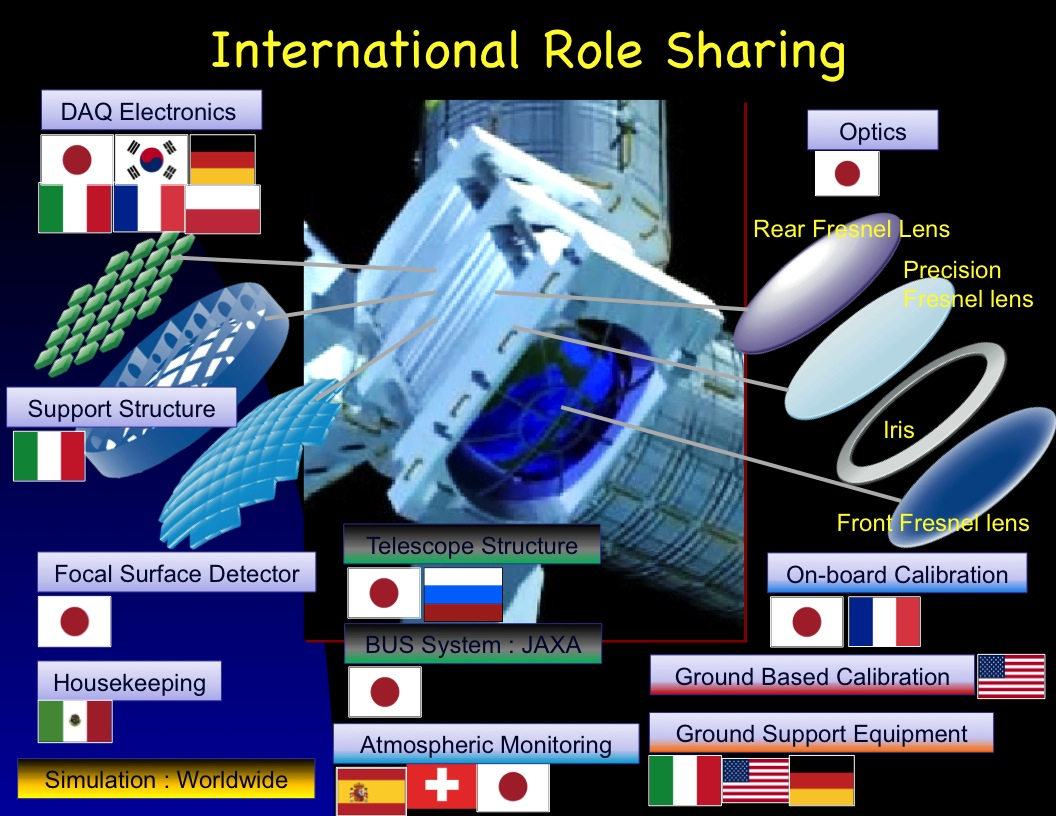 International Role Sharing
DAQ Electronics
Optics
Rear Fresnel Lens
Precision
Fresnel lens
Support Structure
Iris
Front Fresnel lens
Telescope Structure
Focal Surface Detector
On-board Calibration
BUS System : JAXA
Housekeeping
Ground Based Calibration
Atmospheric Monitoring
Ground Support Equipment
Simulation : Worldwide